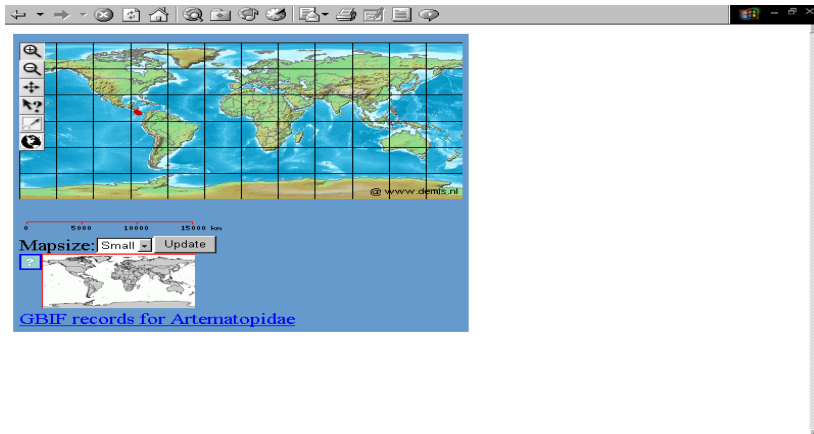 @ www.demis.nl
0 5000 10000 15000 km
Mapsize: Small Update
?
GBIF records for Artematopidae